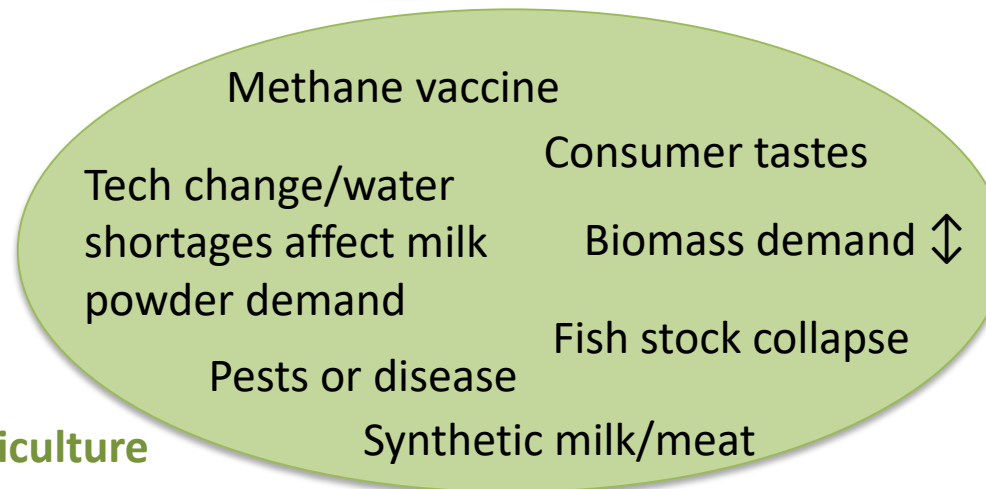 Methane vaccine
Consumer tastes
Tech change/water
shortages affect milk
powder demand
Biomass demand ↕
Fish stock collapse
Pests or disease
Synthetic milk/meat
iculture